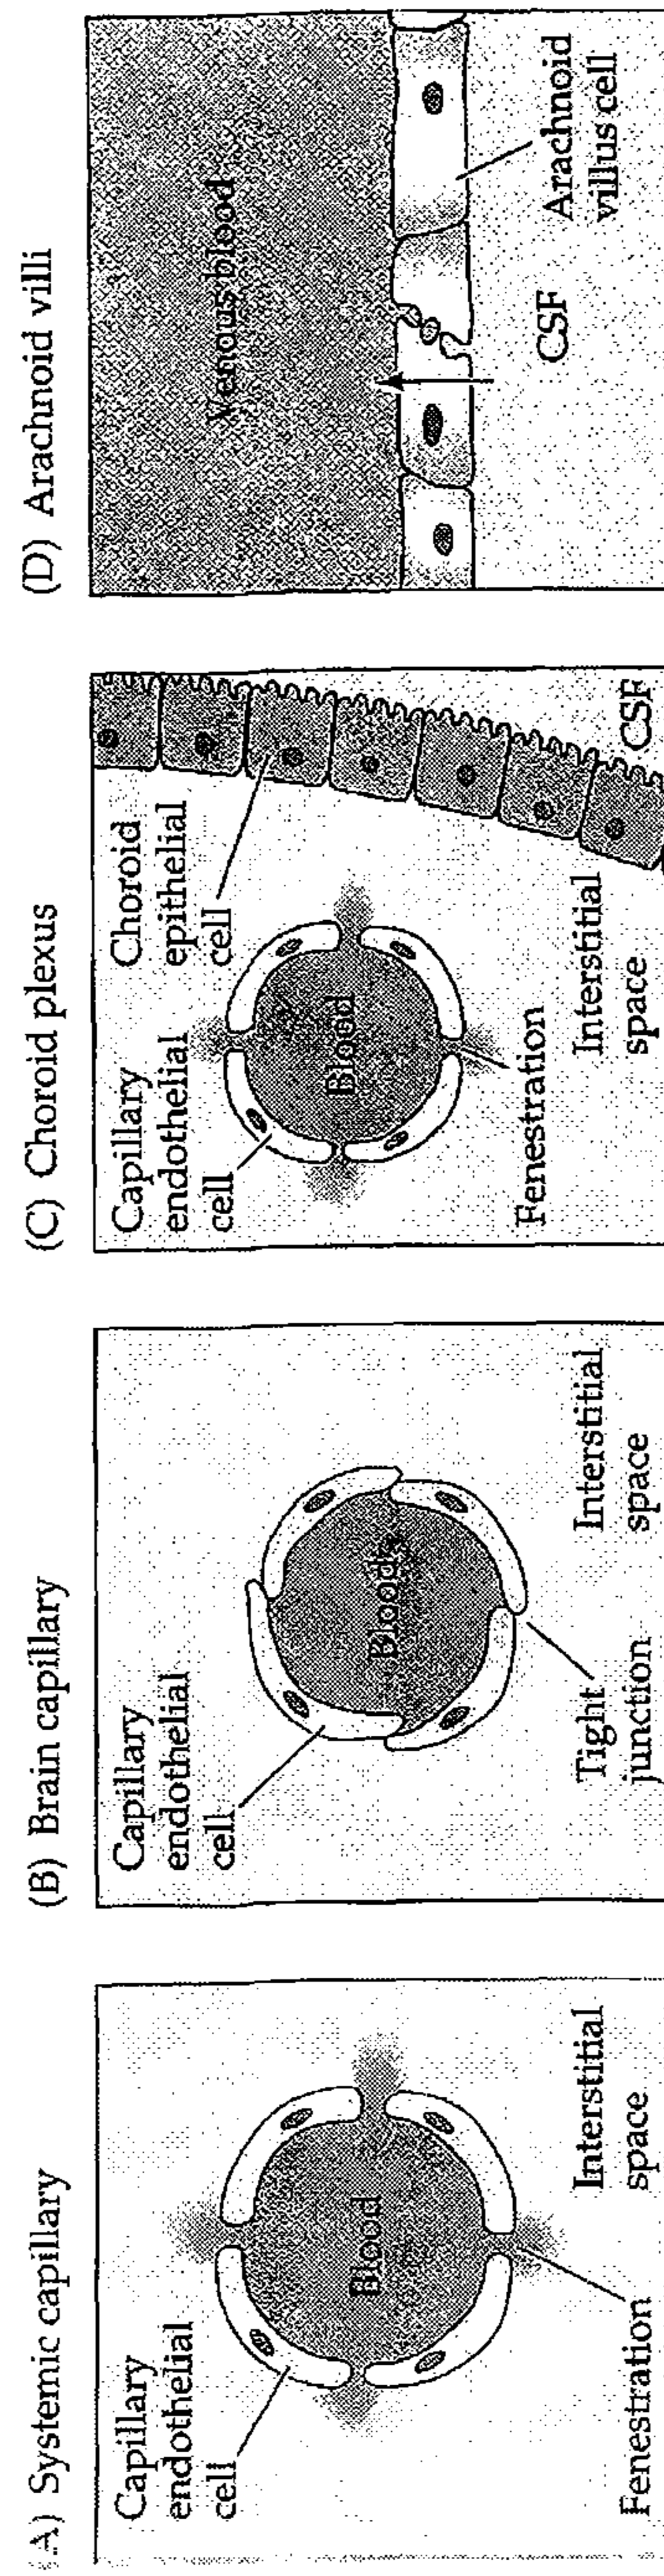 (A) Systemic capillary
Capillary
endothelial
cell
Blood
Fenestration
Interstitial
space
(B) Brain capillary
Capillary
endothelial
cell
Blood
Tight
junction
Interstitial
space
(C) Choroid plexus
Capillary
endothelial
cell
Choroid
epithelial
cell
Blood
Fenestration
Interstitial
space
CSF
(D) Arachnoid villi
Venous blood
CSF
Arachnoid
villus cell